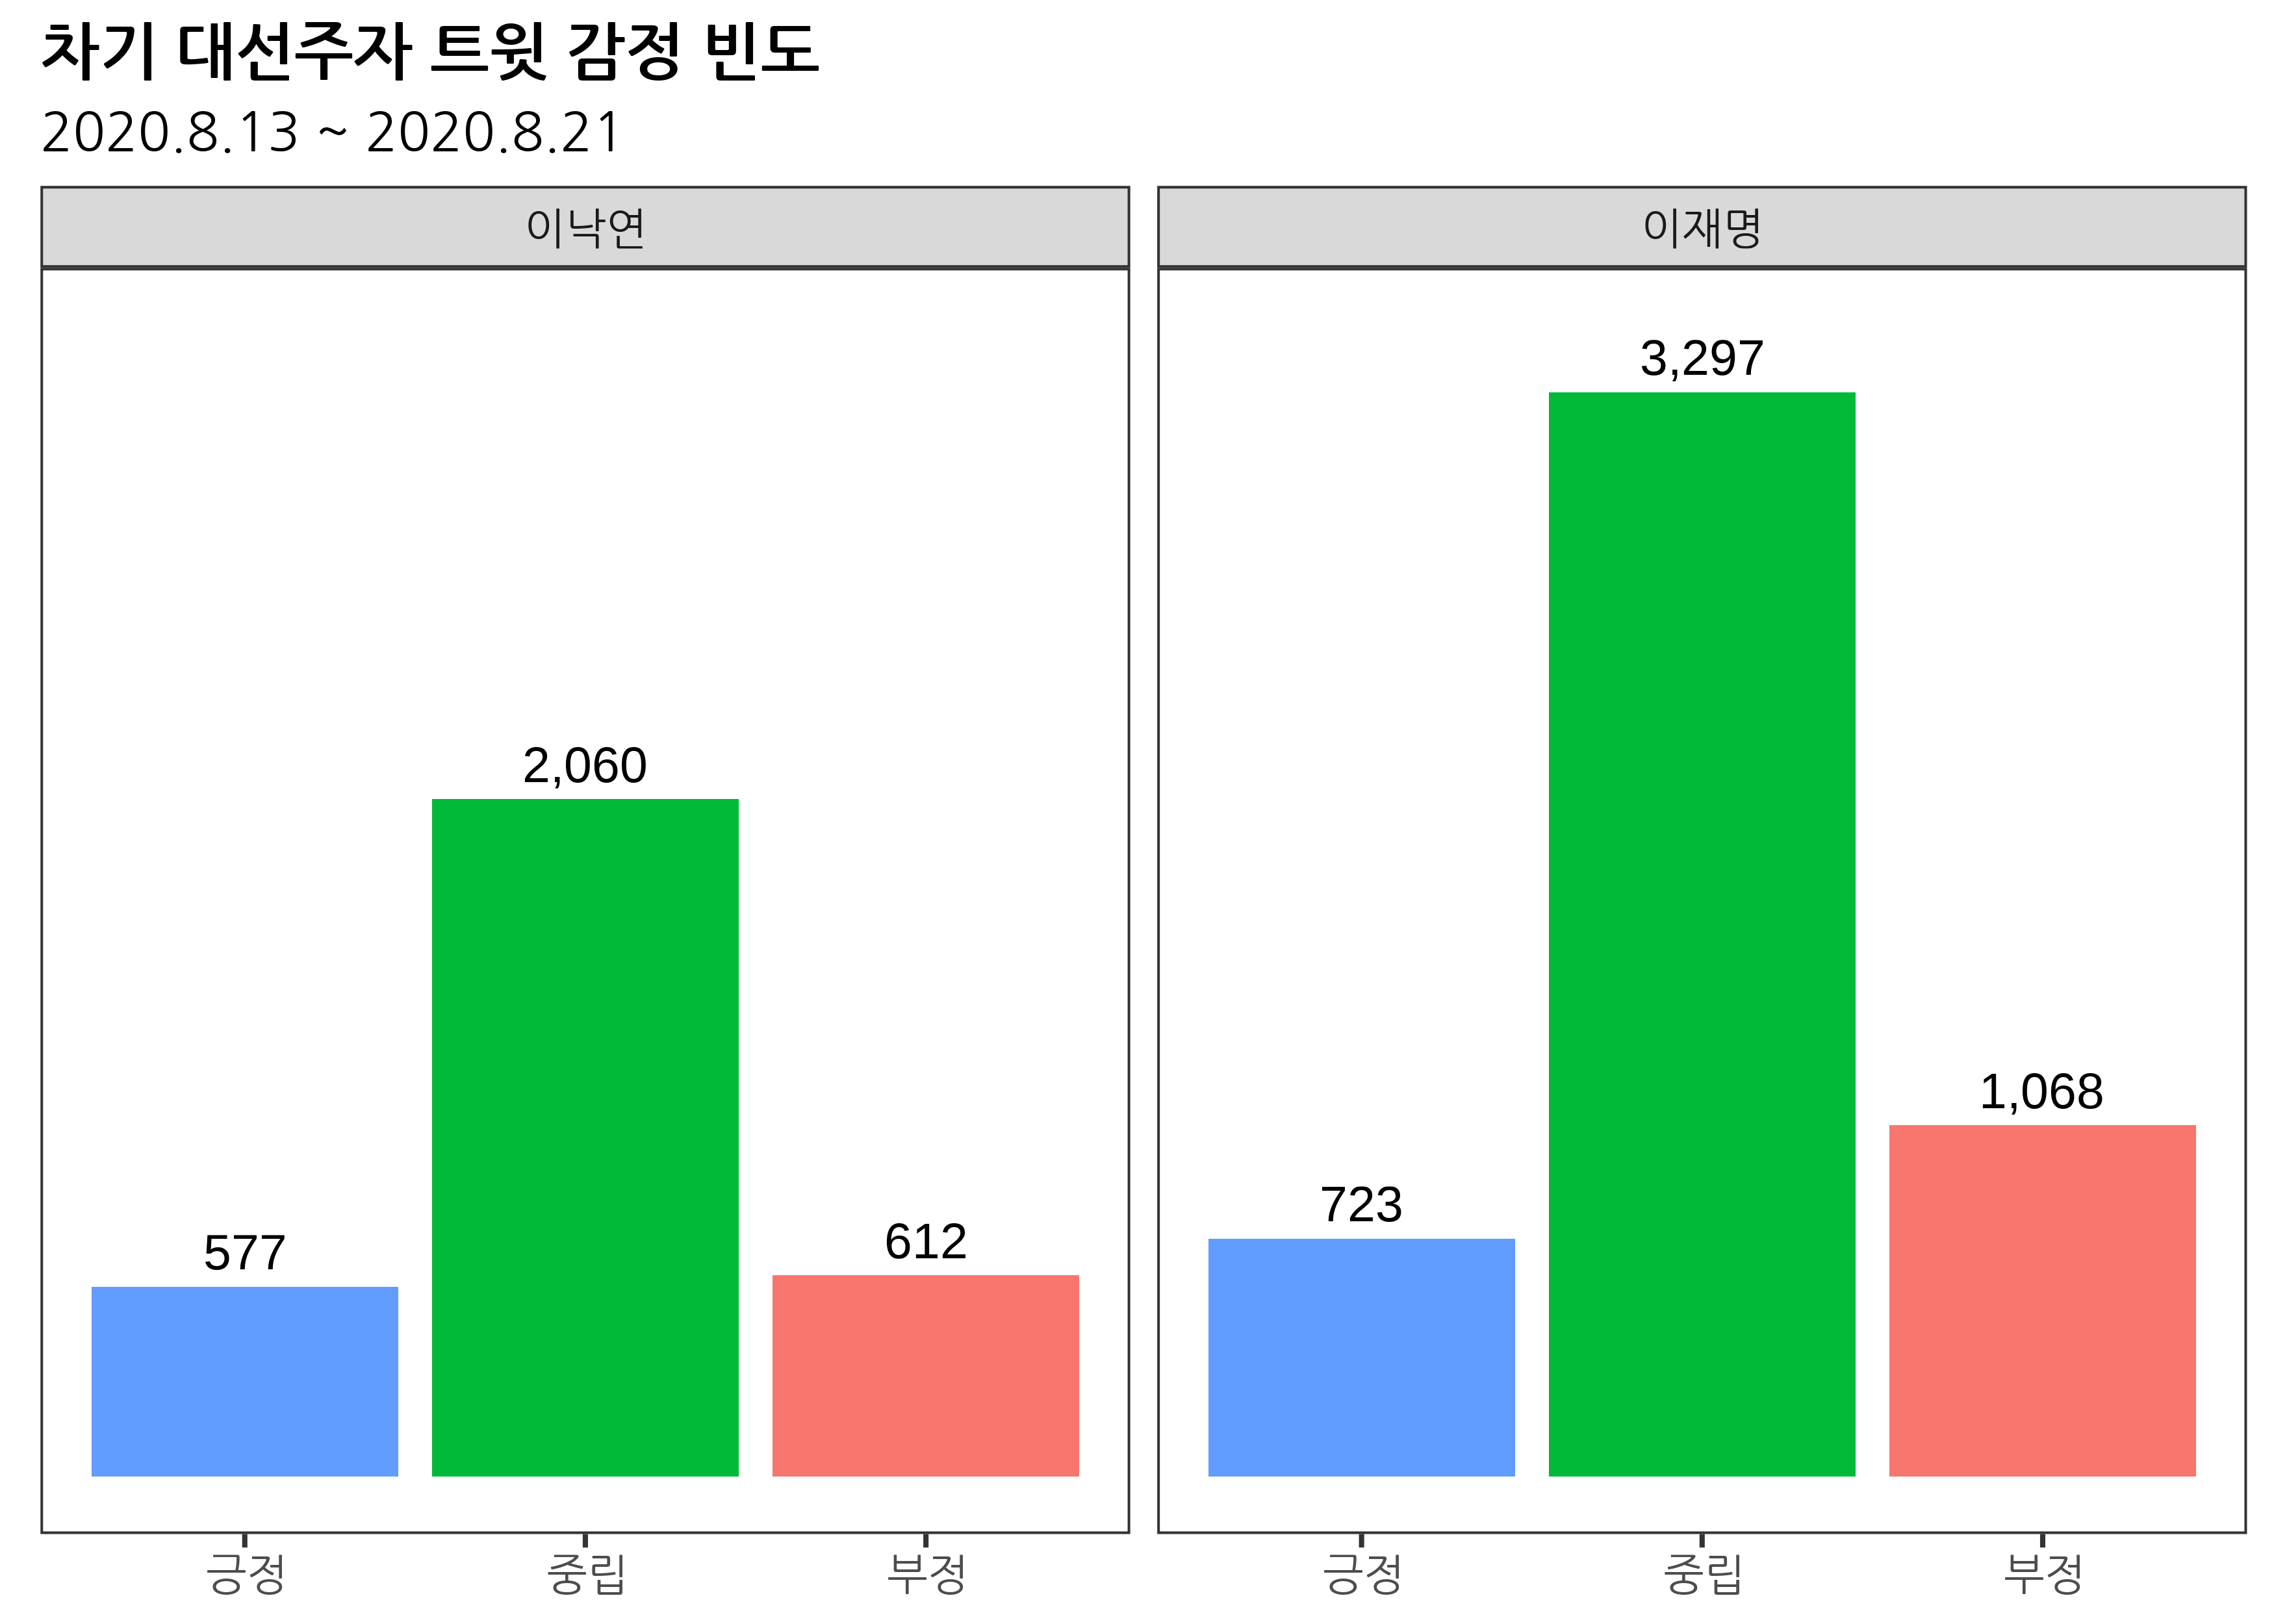 차기 대선주자 트윗 감정 빈도
2020.8.13 ~ 2020.8.21
이낙연
이재명
577
2,060
612
723
3,297
1,068
긍정
중립
부정
긍정
중립
부정